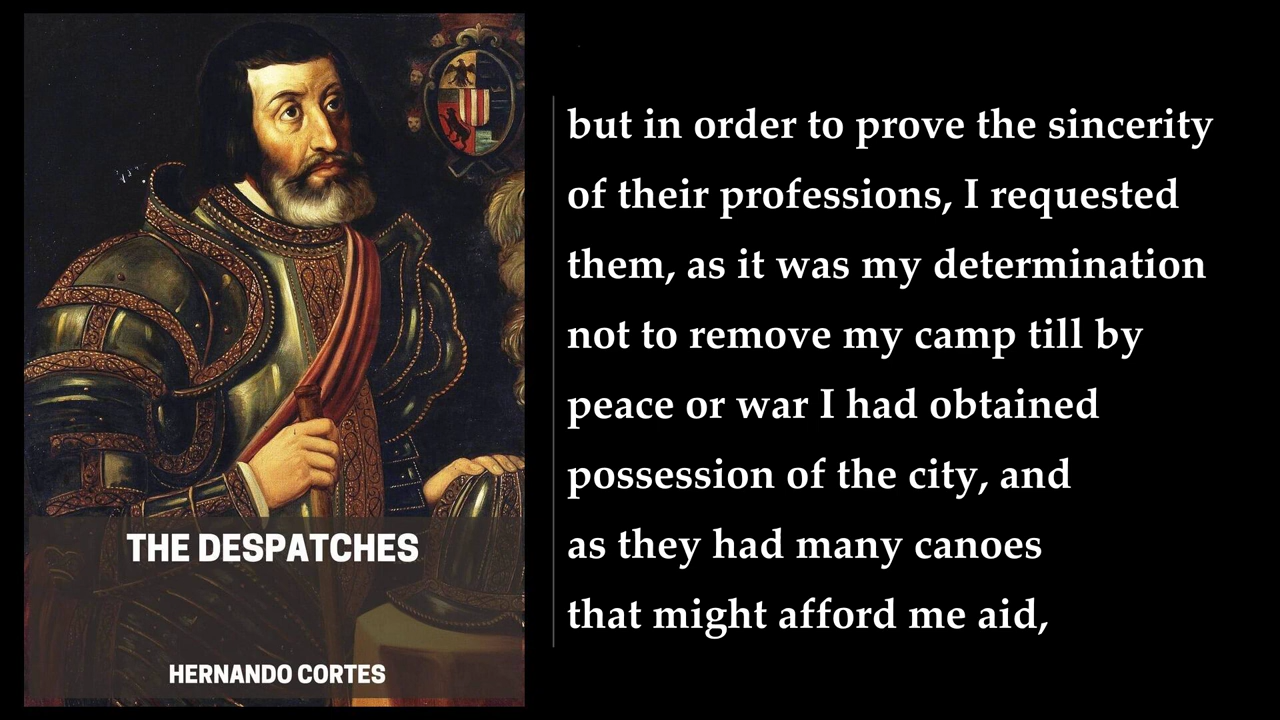 THE DESPATCHES
HERNANDO CORTES
but in order to prove the sincerity
of their professions, I requested
them, as it was my determination
not to remove my camp till by
peace or war I had obtained
possession of the city, and
as they had many canoes
that might afford me aid,